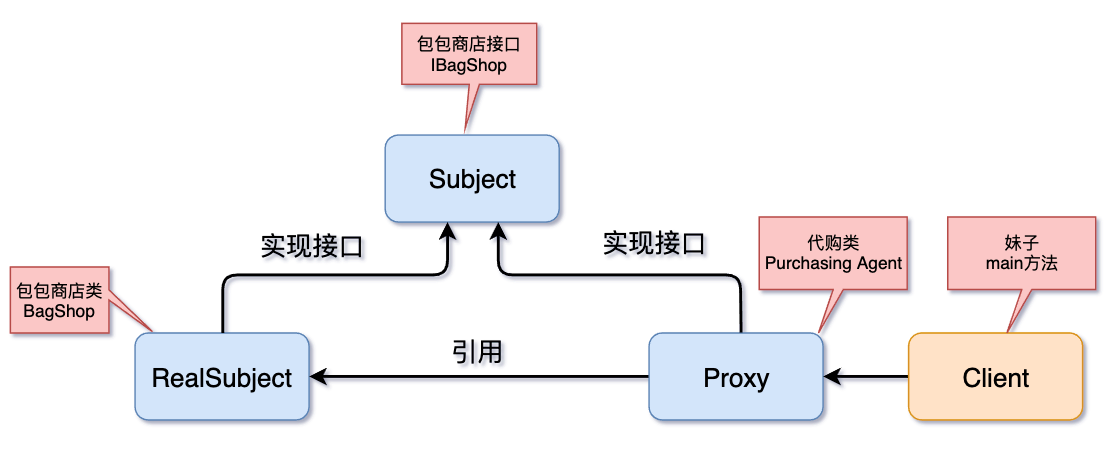 包包商店接口
IBagShop
Subject
实现接口
实现接口
代购类
Purchasing Agent
妹子
main方法
包包商店类
BagShop
引用
RealSubject
Proxy
Client